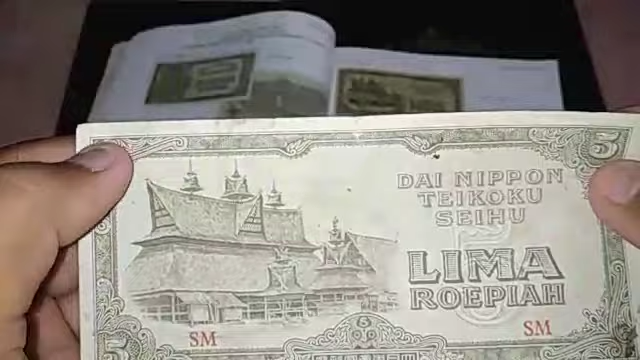 5
DAI NIPPON
TEIKOKU
SEIHU
LIMA
ROEPIAH
SM SM
5